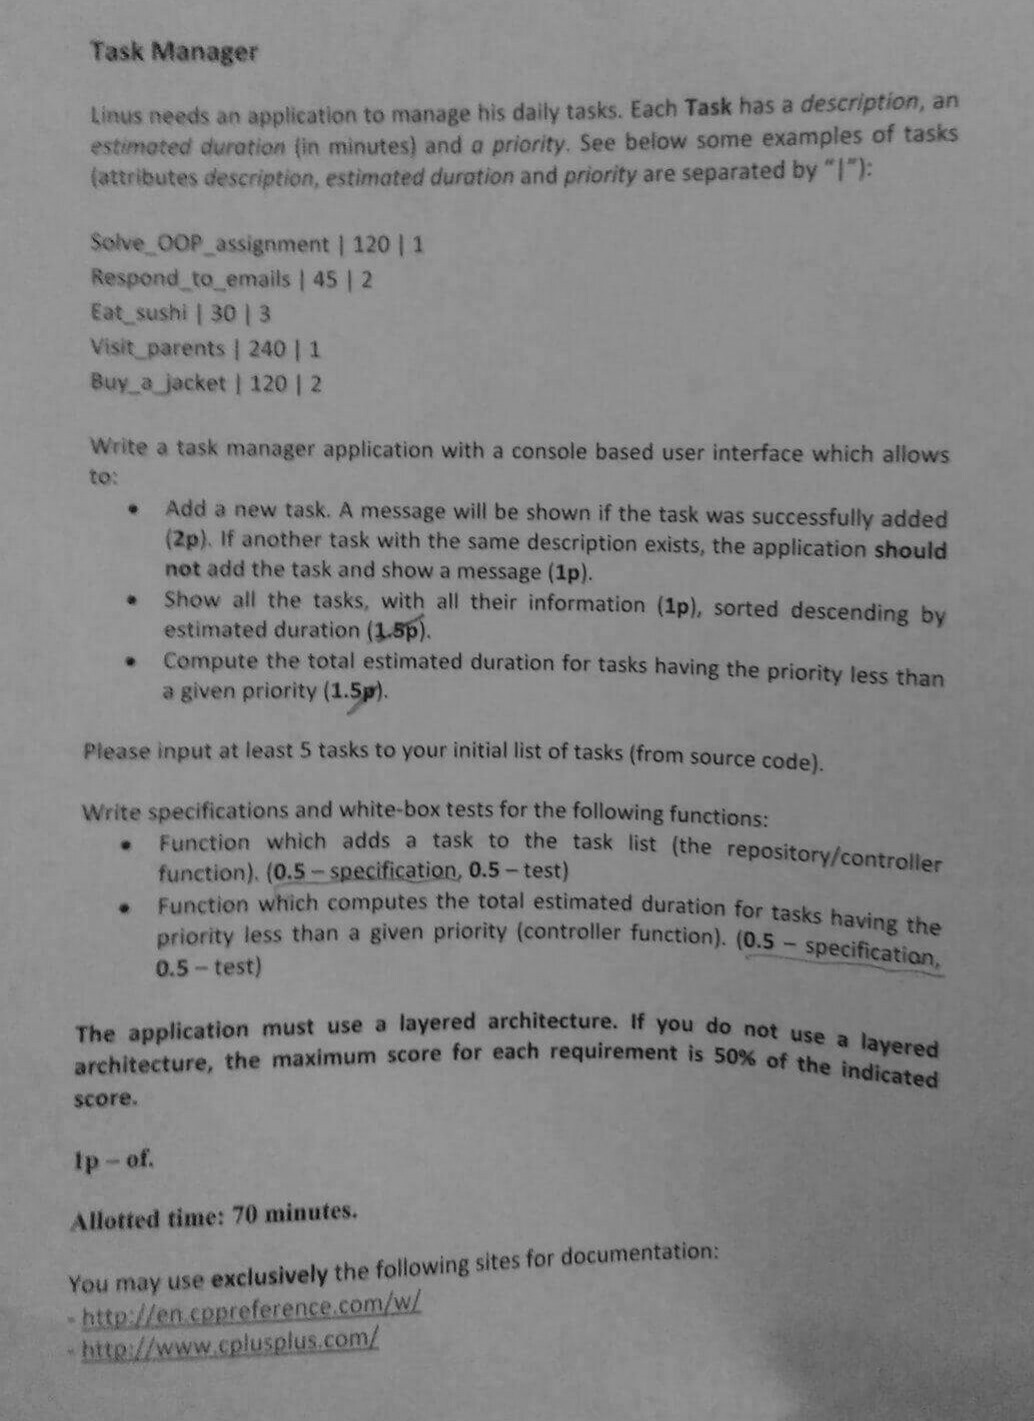 Task Manager
Linus needs an application to manage his daily tasks. Each Task has a description, an
estimated duration (in minutes) and a priority. See below some examples of tasks
(attributes description, estimated duration and priority are separated by "|"):
Solve_OOP_assignment | 120 | 1
Respond_to_emails | 45 | 2
Eat_sushi | 30 | 3
Visit_parents | 240 | 1
Buy_a_jacket | 120 | 2
Write a task manager application with a console based user interface which allows
to:
• Add a new task. A message will be shown if the task was successfully added
(2p). If another task with the same description exists, the application should
not add the task and show a message (1p).
• Show all the tasks, with all their information (1p), sorted descending by
estimated duration (1.5p).
• Compute the total estimated duration for tasks having the priority less than
a given priority (1.5p).
Please input at least 5 tasks to your initial list of tasks (from source code).
Write specifications and white-box tests for the following functions:
• Function which adds a task to the task list (the repository/controller
function). (0.5 – specification, 0.5 – test)
• Function which computes the total estimated duration for tasks having the
priority less than a given priority (controller function). (0.5 – specification,
0.5 – test)
The application must use a layered architecture. If you do not use a layered
architecture, the maximum score for each requirement is 50% of the indicated
score.
1p – of.
Allotted time: 70 minutes.
You may use exclusively the following sites for documentation:
- http://en.cppreference.com/w/
- http://www.cplusplus.com/